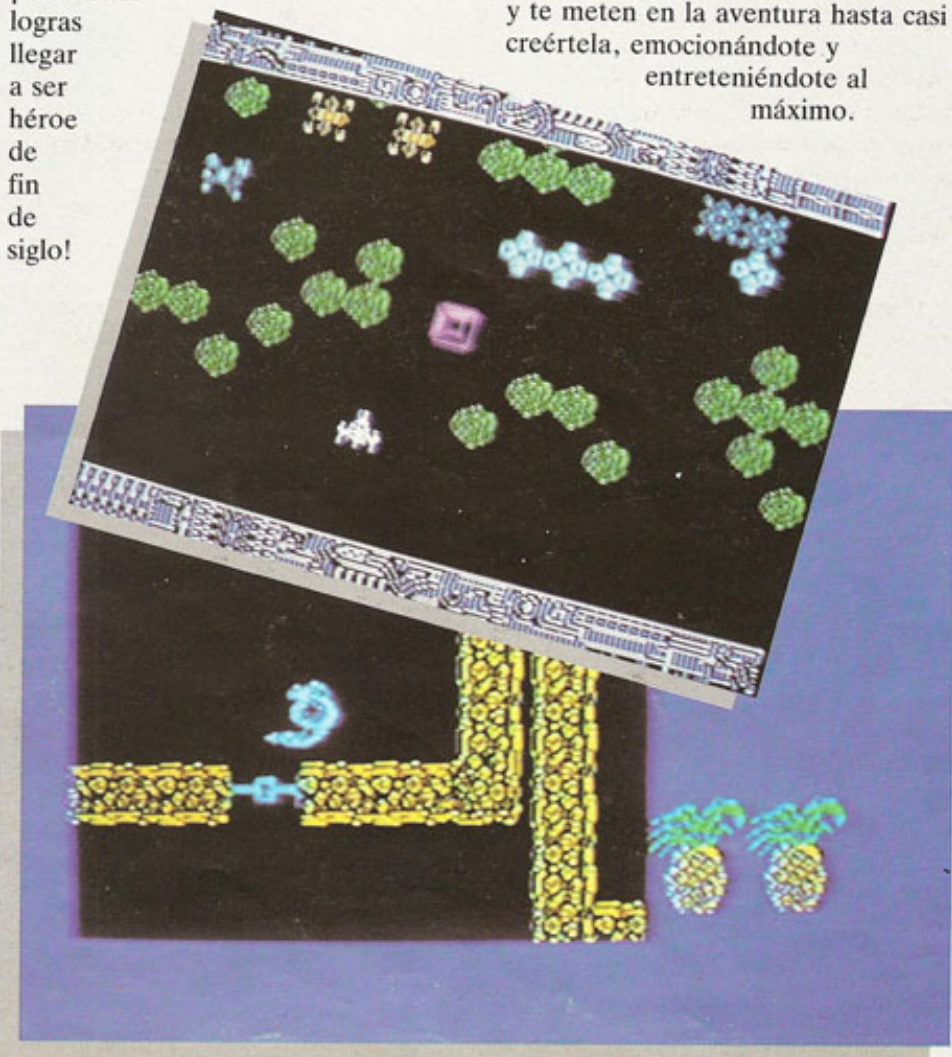 logras
llegar
a ser
héroe
de
fin
de
siglo!
y te meten en la aventura hasta casi
creértela, emocionándote y
entreteniéndote al
máximo.